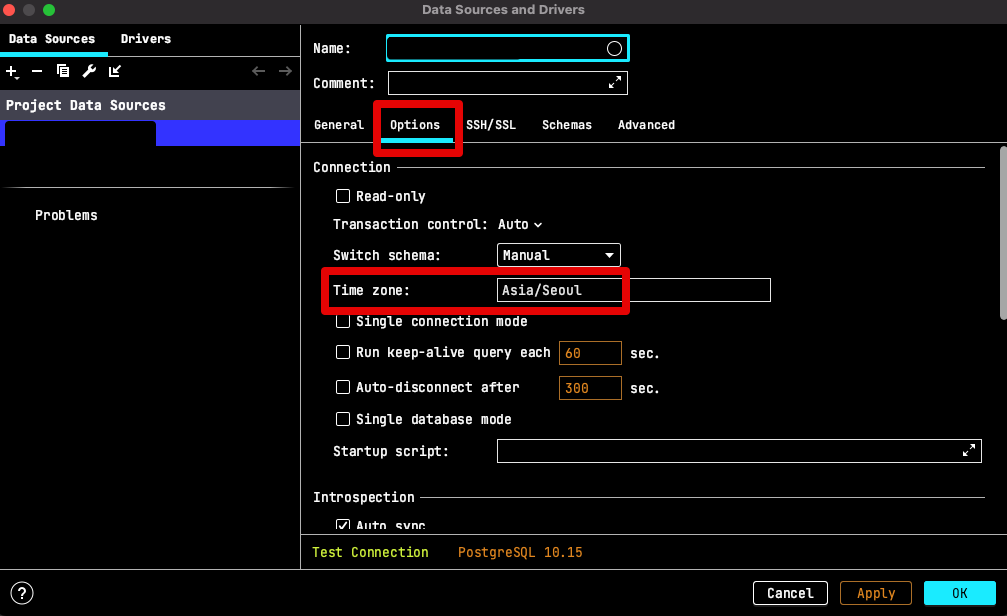 Data Sources and Drivers
Data Sources Drivers
Project Data Sources
Problems
Name:
Comment:
General Options SSH/SSL Schemas Advanced
Connection
Read-only
Transaction control: Auto
Switch schema: Manual
Time zone: Asia/Seoul
Single connection mode
Run keep-alive query each 60 sec.
Auto-disconnect after 300 sec.
Single database mode
Startup script:
Introspection
Auto sync
Test Connection PostgreSQL 10.15
? Cancel Apply OK